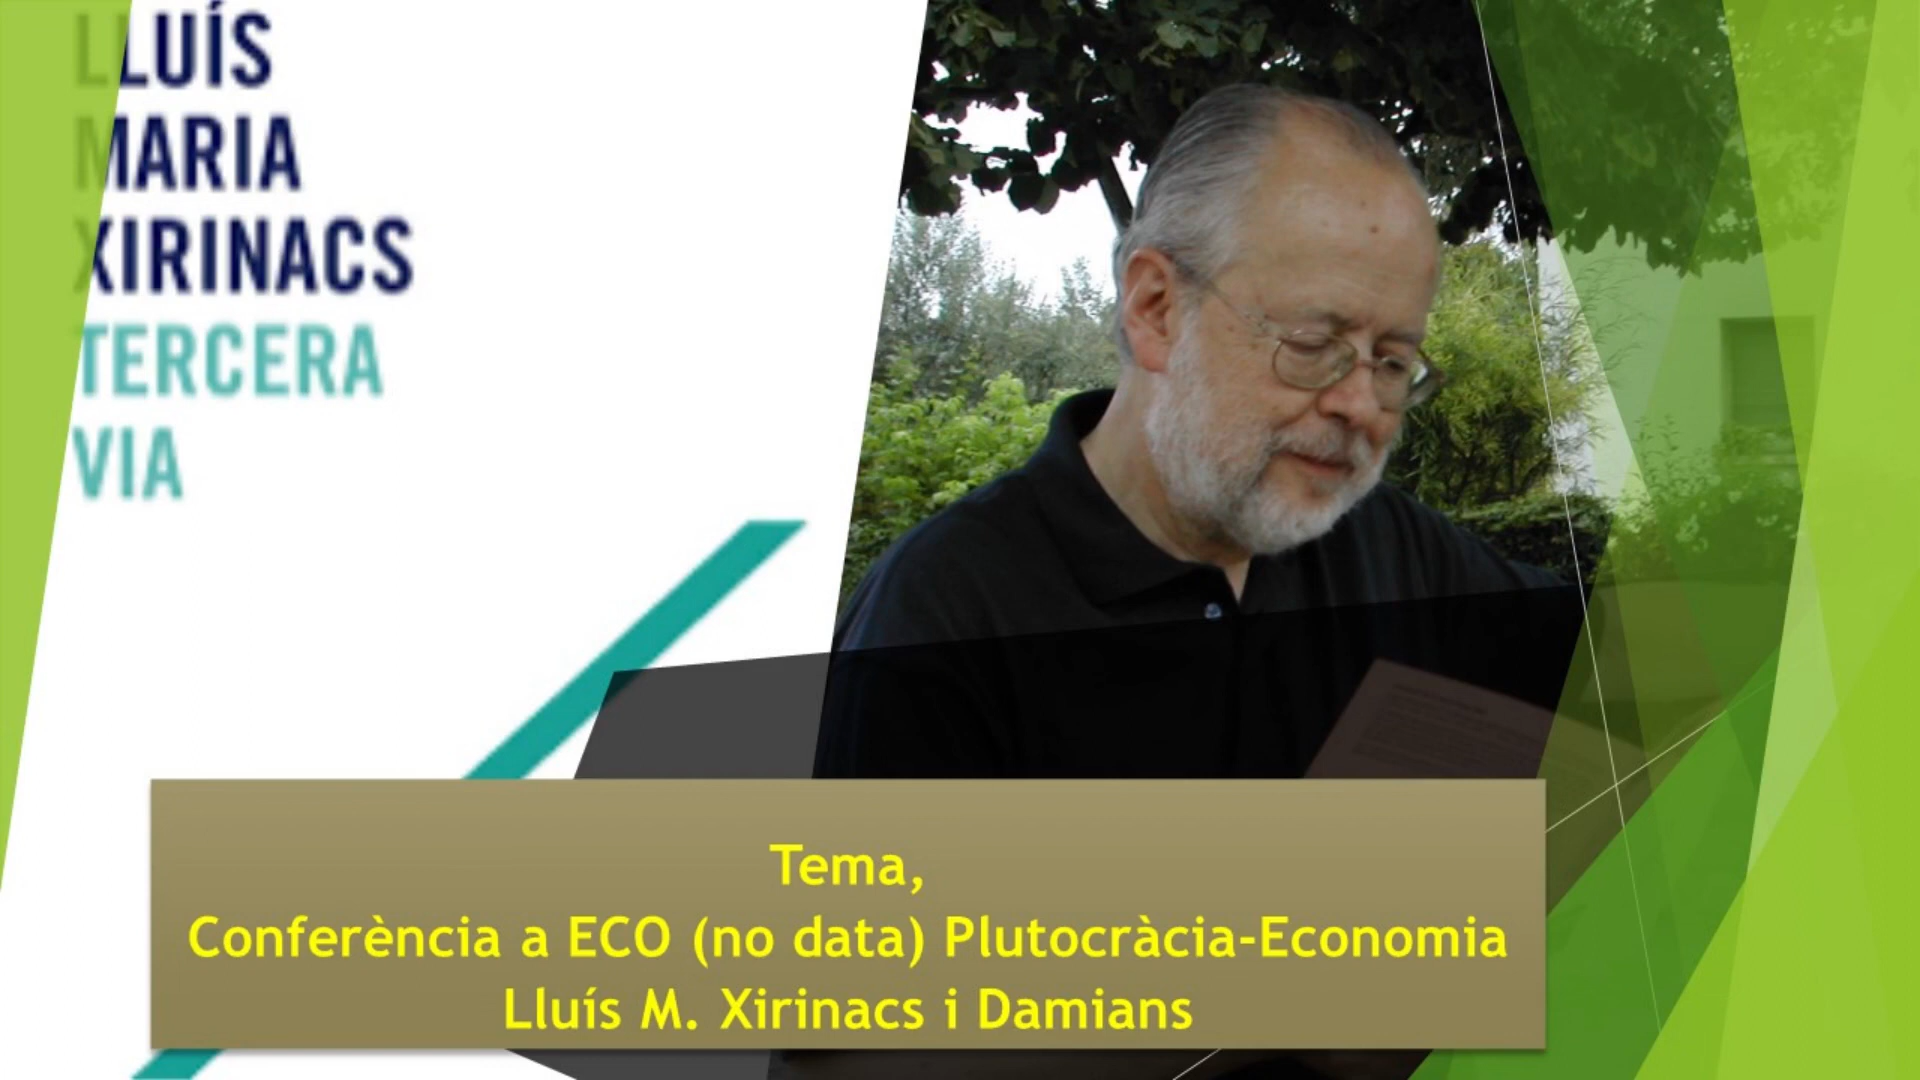 LLUÍS
MARIA
XIRINACS
TERCERA
VIA
Tema,
Conferència a ECO (no data) Plutocràcia-Economia
Lluís M. Xirinacs i Damians